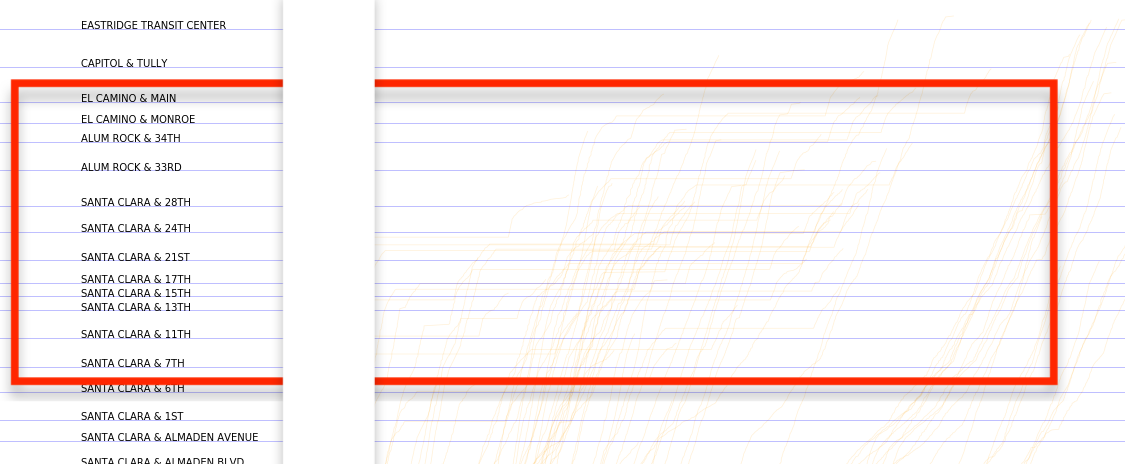 EASTRIDGE TRANSIT CENTER
CAPITOL & TULLY
EL CAMINO & MAIN
EL CAMINO & MONROE
ALUM ROCK & 34TH
ALUM ROCK & 33RD
SANTA CLARA & 28TH
SANTA CLARA & 24TH
SANTA CLARA & 21ST
SANTA CLARA & 17TH
SANTA CLARA & 15TH
SANTA CLARA & 13TH
SANTA CLARA & 11TH
SANTA CLARA & 7TH
SANTA CLARA & 6TH
SANTA CLARA & 1ST
SANTA CLARA & ALMADEN AVENUE
SANTA CLARA & ALMADEN BLVD